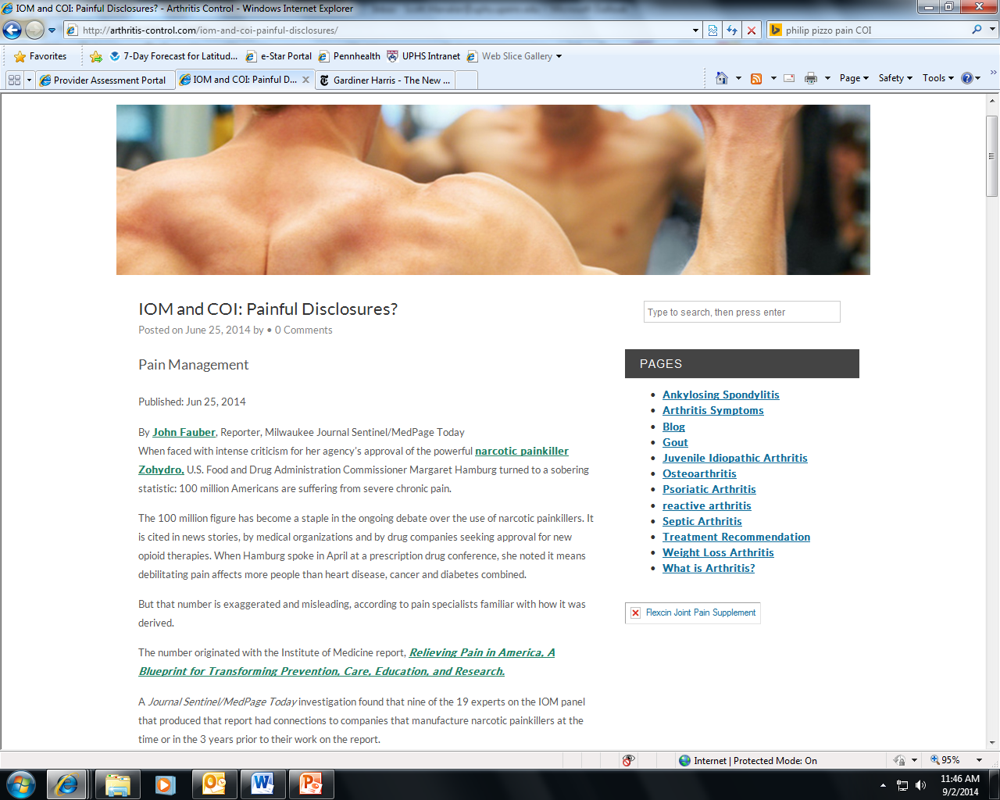 IOM and COI: Painful Disclosures? - Arthritis Control - Windows Internet Explorer
http://arthritis-control.com/iom-and-coi-painful-disclosures/
philip pizzo pain COI
Favorites
7-Day Forecast for Latitud...
e-Star Portal
Pennhealth
UPHS Intranet
Web Slice Gallery
Provider Assessment Portal
IOM and COI: Painful D...
Gardiner Harris - The New ...
Page
Safety
Tools
IOM and COI: Painful Disclosures?
Posted on June 25, 2014 by • 0 Comments
Pain Management
Published: Jun 25, 2014
By John Fauber, Reporter, Milwaukee Journal Sentinel/MedPage Today
When faced with intense criticism for her agency's approval of the powerful narcotic painkiller
Zohydro, U.S. Food and Drug Administration Commissioner Margaret Hamburg turned to a sobering
statistic: 100 million Americans are suffering from severe chronic pain.
The 100 million figure has become a staple in the ongoing debate over the use of narcotic painkillers. It
is cited in news stories, by medical organizations and by drug companies seeking approval for new
opioid therapies. When Hamburg spoke in April at a prescription drug conference, she noted it means
debilitating pain affects more people than heart disease, cancer and diabetes combined.
But that number is exaggerated and misleading, according to pain specialists familiar with how it was
derived.
The number originated with the Institute of Medicine report, Relieving Pain in America, A
Blueprint for Transforming Prevention, Care, Education, and Research.
A Journal Sentinel/MedPage Today investigation found that nine of the 19 experts on the IOM panel
that produced that report had connections to companies that manufacture narcotic painkillers at the
time or in the 3 years prior to their work on the report.
Type to search, then press enter
PAGES
Ankylosing Spondylitis
Arthritis Symptoms
Blog
Gout
Juvenile Idiopathic Arthritis
Osteoarthritis
Psoriatic Arthritis
reactive arthritis
Septic Arthritis
Treatment Recommendation
Weight Loss Arthritis
What is Arthritis?
Flexcin Joint Pain Supplement
Internet | Protected Mode: On
95%
11:46 AM
9/2/2014